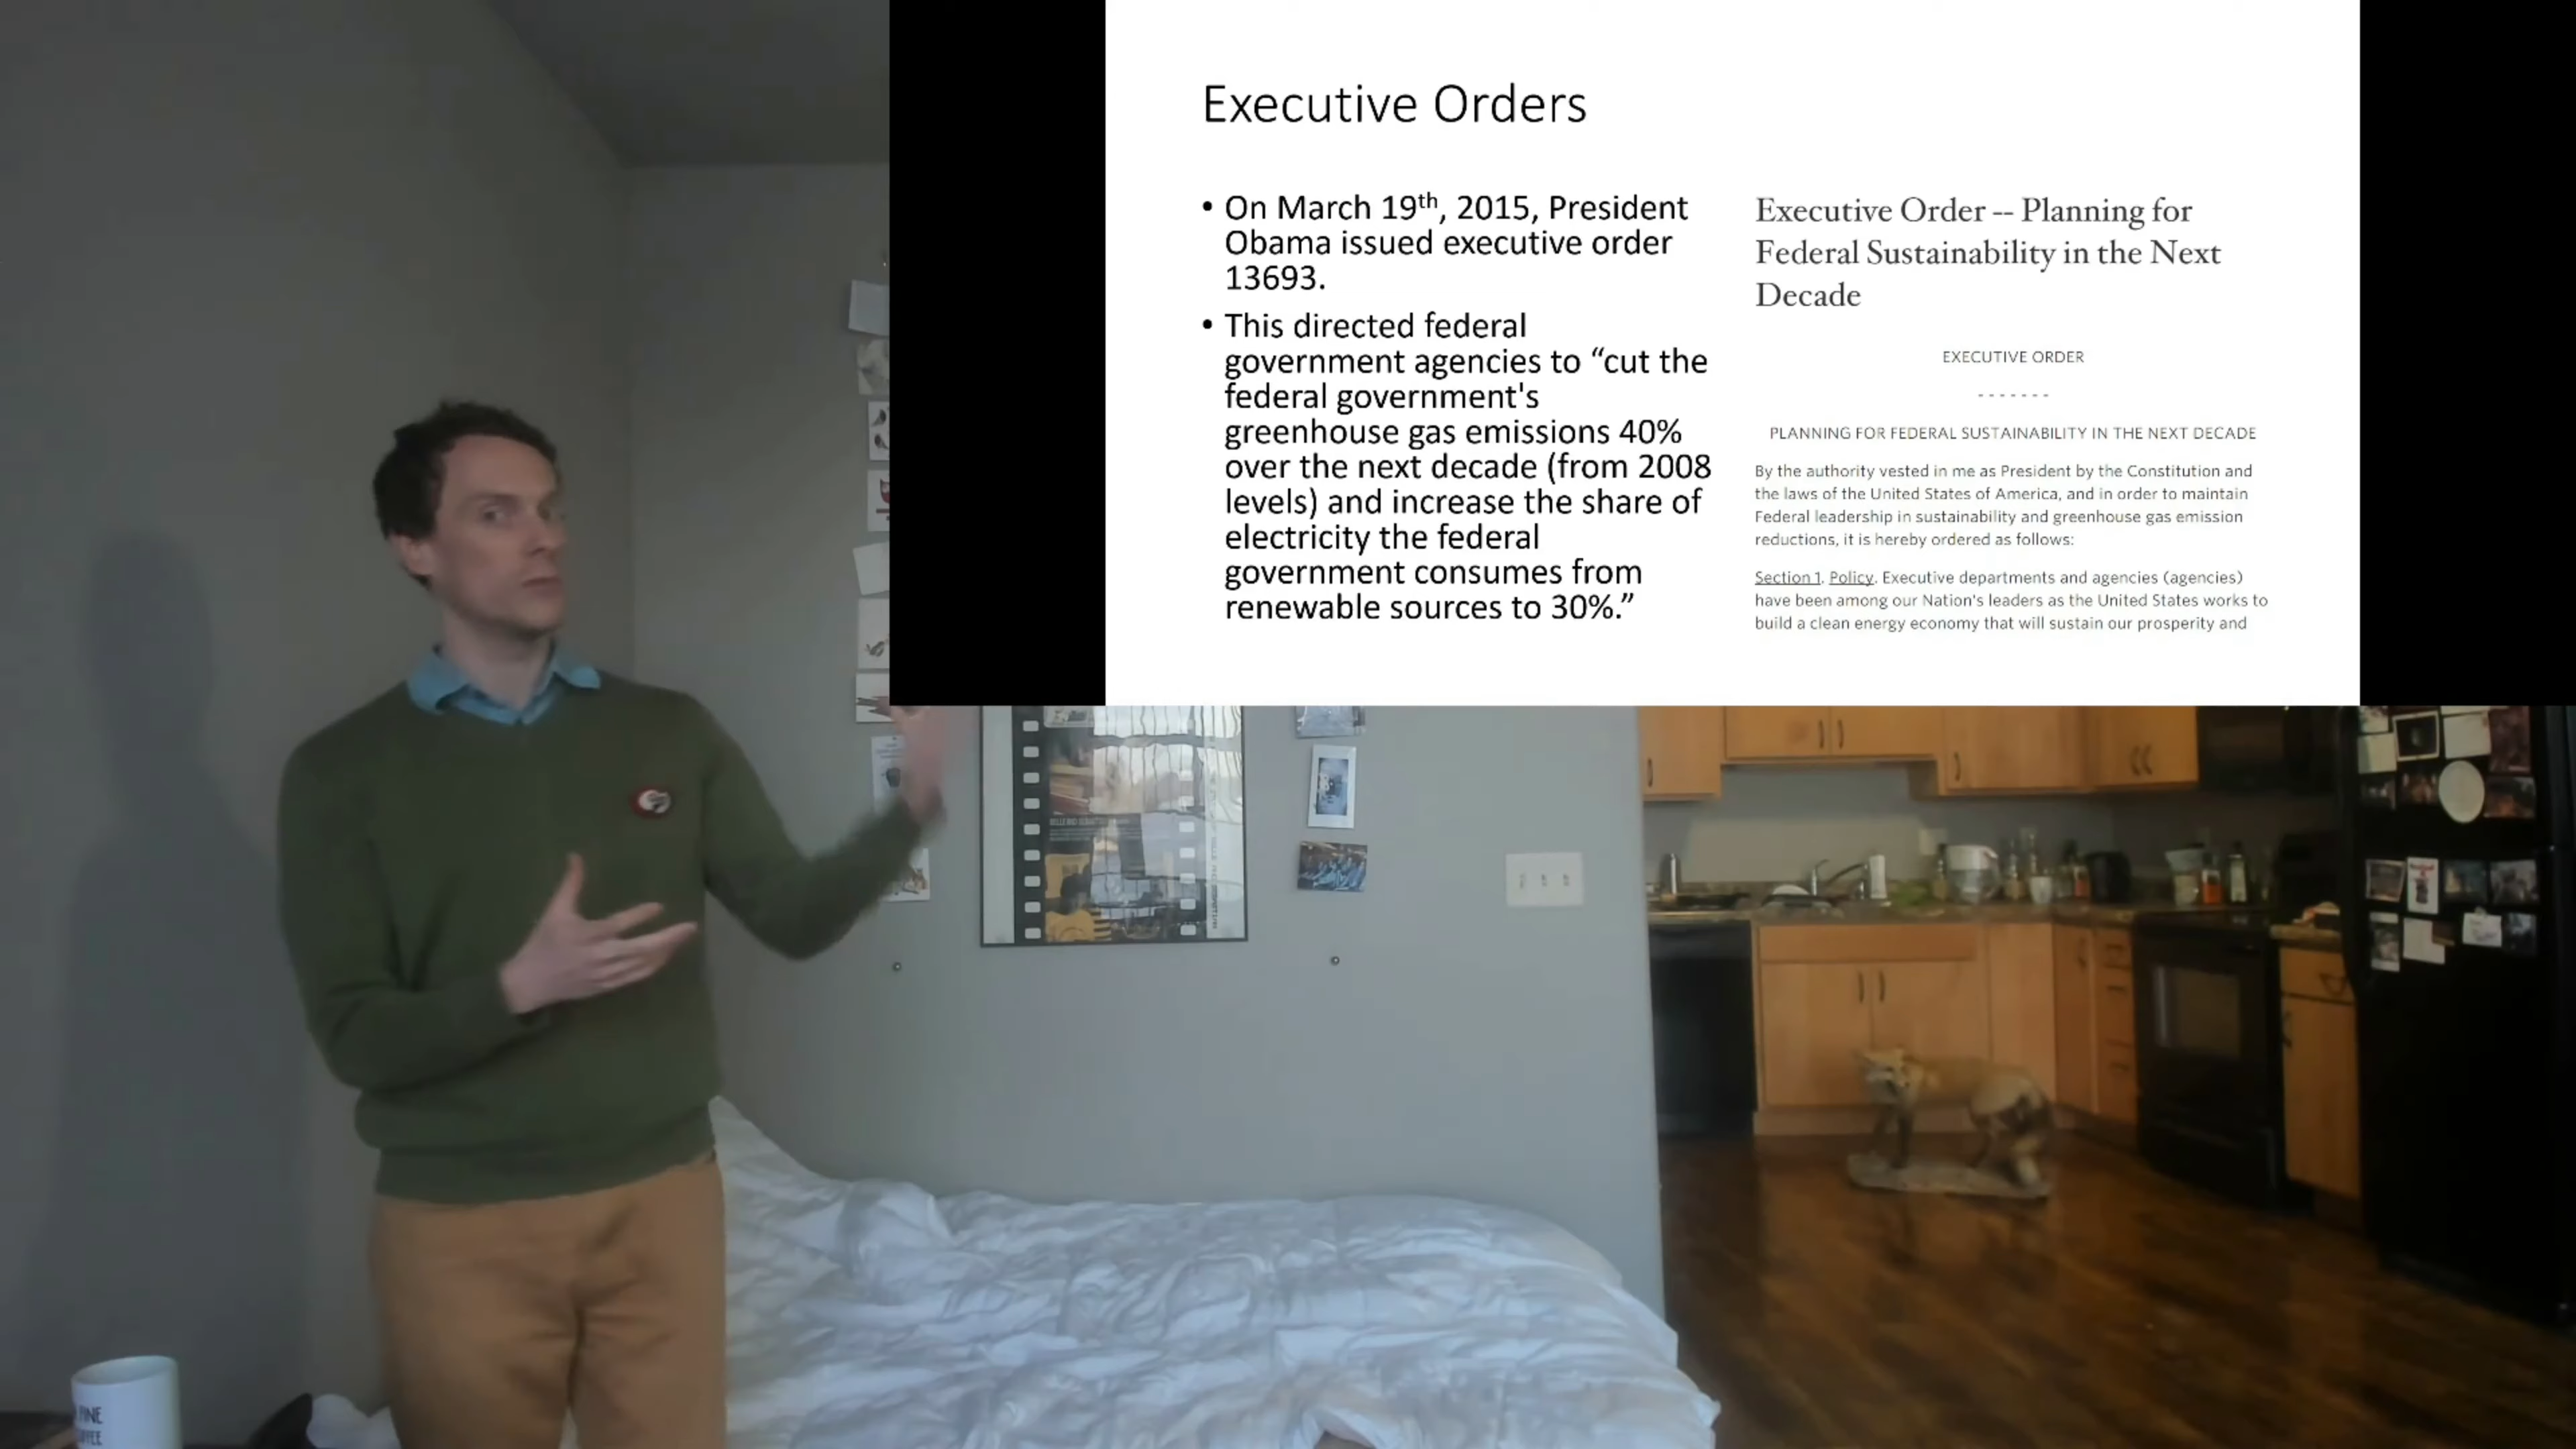 Executive Orders
• On March 19th, 2015, President
Obama issued executive order
13693.
• This directed federal
government agencies to “cut the
federal government's
greenhouse gas emissions 40%
over the next decade (from 2008
levels) and increase the share of
electricity the federal
government consumes from
renewable sources to 30%.”
Executive Order -- Planning for
Federal Sustainability in the Next
Decade
EXECUTIVE ORDER
- - - - - - -
PLANNING FOR FEDERAL SUSTAINABILITY IN THE NEXT DECADE
By the authority vested in me as President by the Constitution and
the laws of the United States of America, and in order to maintain
Federal leadership in sustainability and greenhouse gas emission
reductions, it is hereby ordered as follows:
Section 1. Policy. Executive departments and agencies (agencies)
have been among our Nation's leaders as the United States works to
build a clean energy economy that will sustain our prosperity and